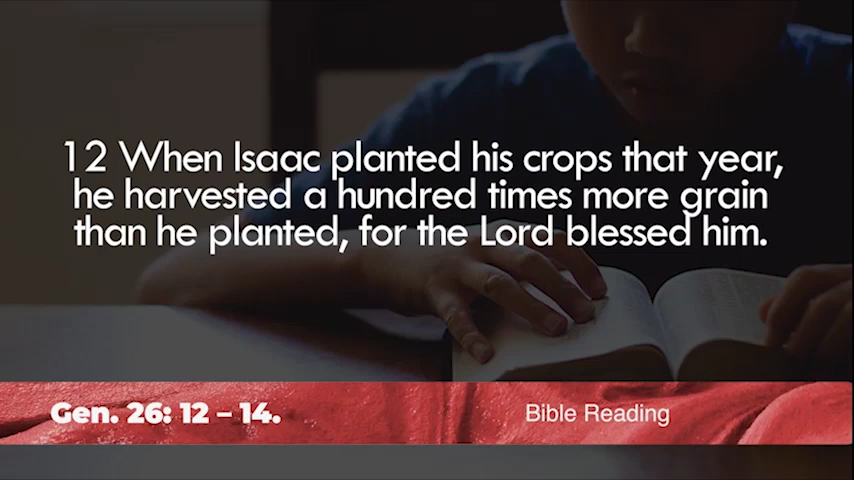 12 When Isaac planted his crops that year,
he harvested a hundred times more grain
than he planted, for the Lord blessed him.
Gen. 26: 12 – 14.
Bible Reading